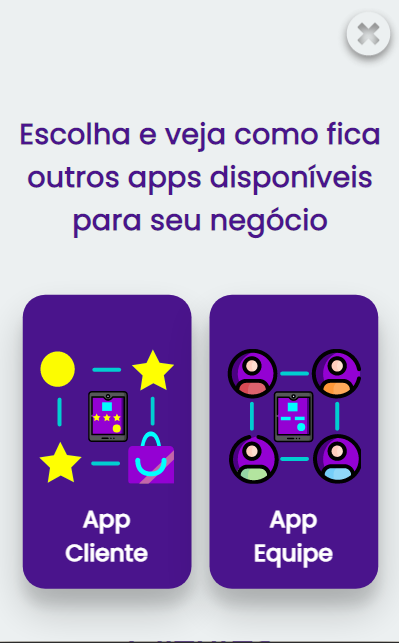 Escolha e veja como fica
outros apps disponíveis
para seu negócio
App
Cliente
App
Equipe